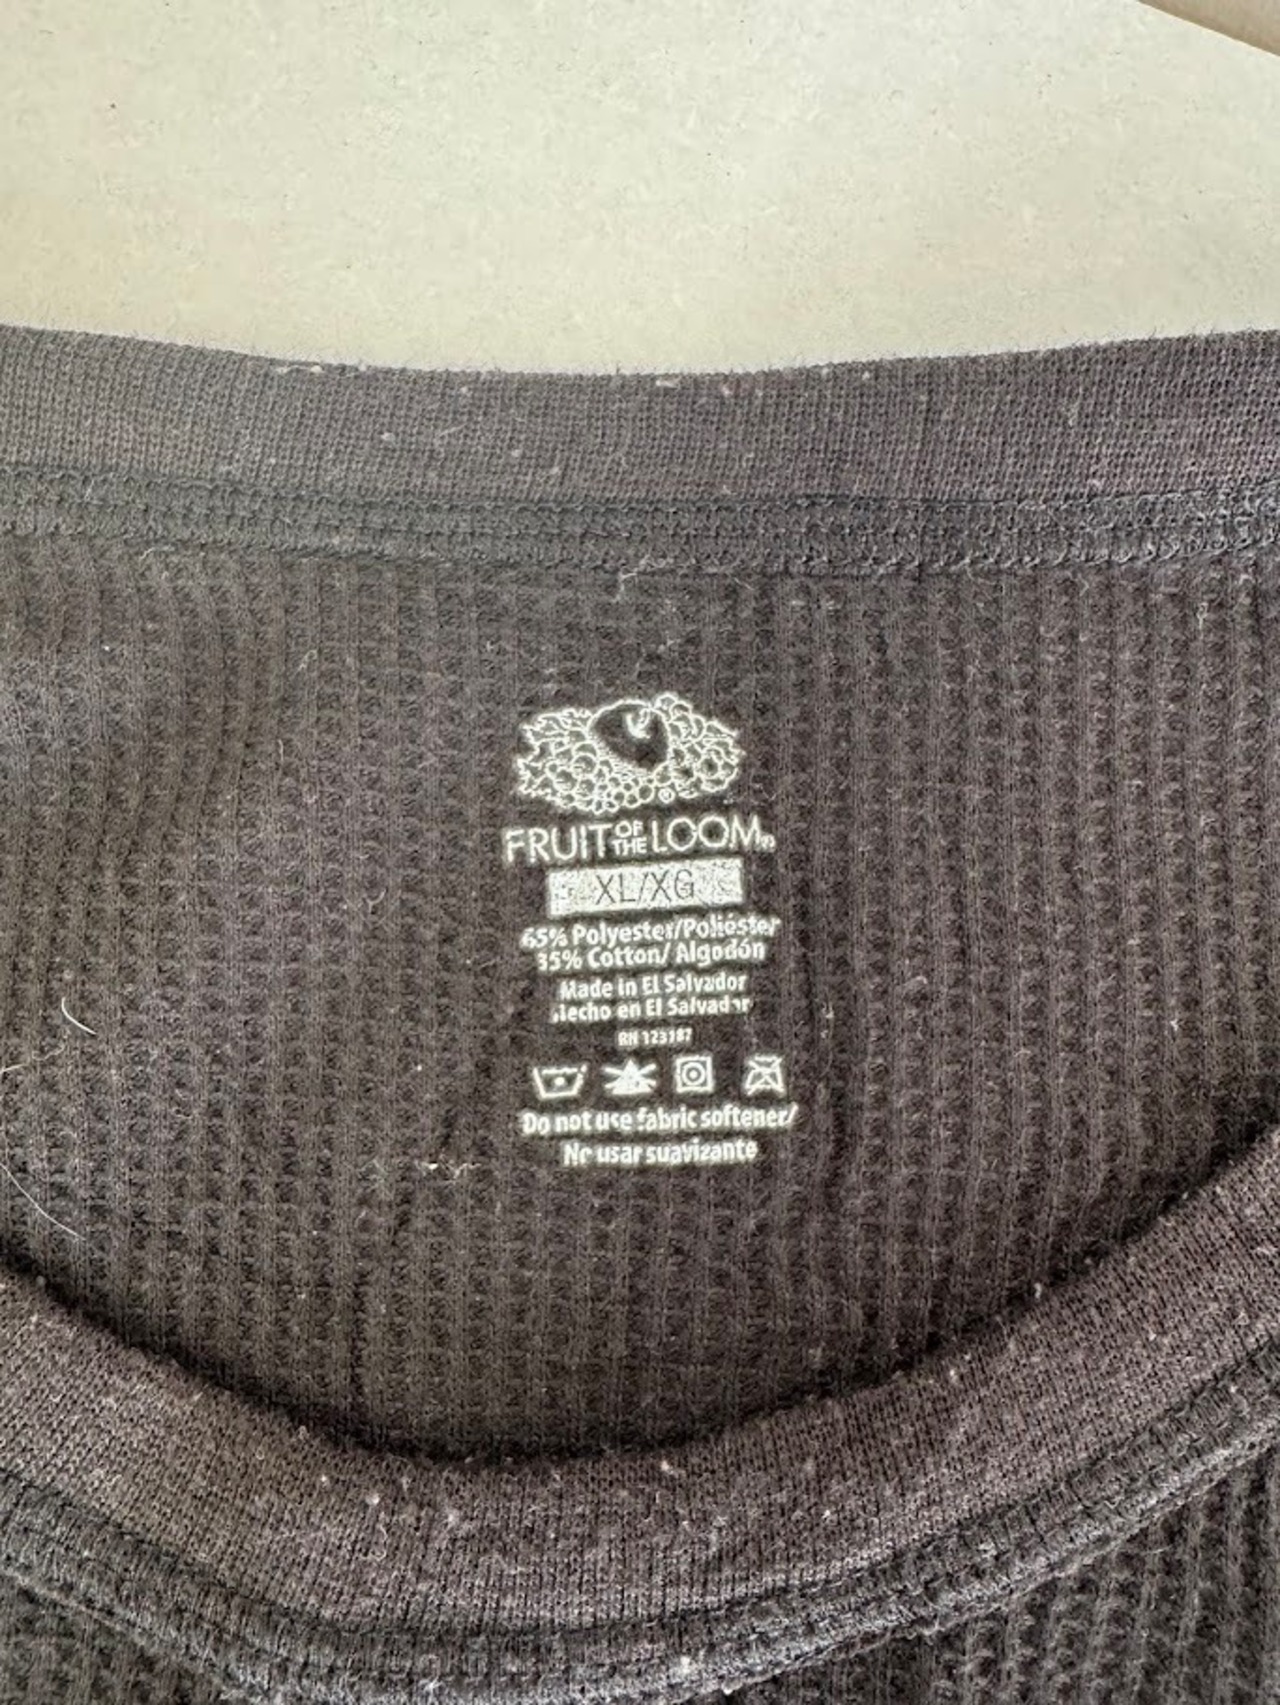 FRUIT OF THE LOOM®
XL/XG
65% Polyester/Poliéster
35% Cotton/ Algodón
Made in El Salvador
Hecho en El Salvador
RN 123187
Do not use fabric softener/
No usar suavizante